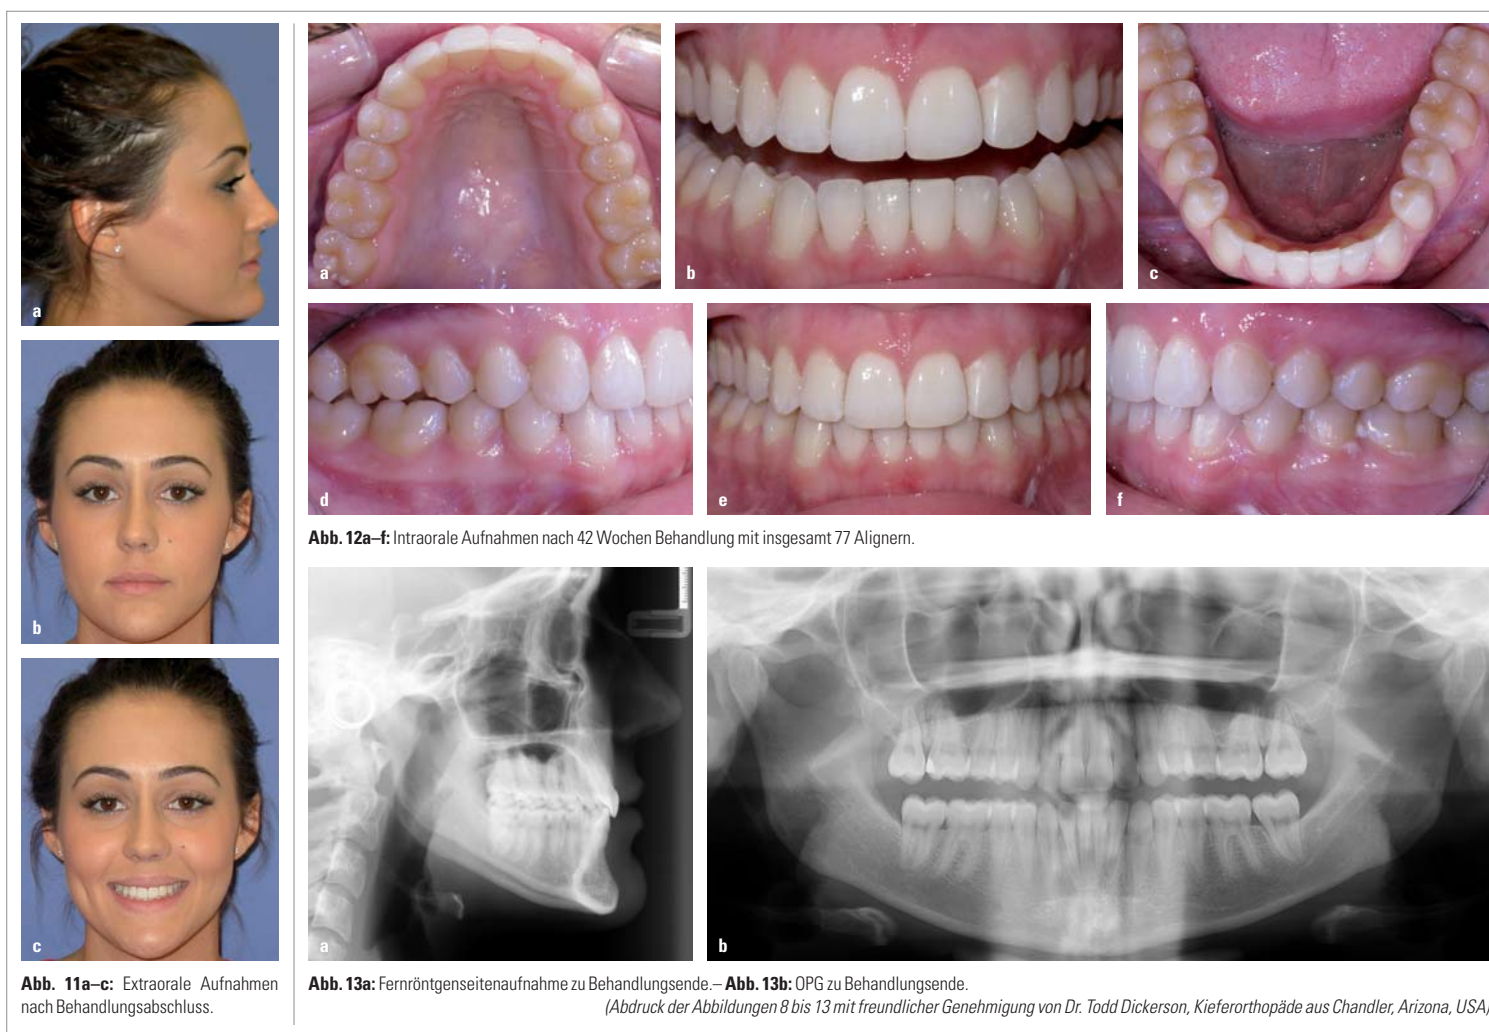 a
b
c
Abb. 11a–c: Extraorale Aufnahmen
nach Behandlungsabschluss.
a
b
c
d
e
f
Abb. 12a–f: Intraorale Aufnahmen nach 42 Wochen Behandlung mit insgesamt 77 Alignern.
a
b
Abb. 13a: Fernröntgenseitenaufnahme zu Behandlungsende.– Abb. 13b: OPG zu Behandlungsende.
(Abdruck der Abbildungen 8 bis 13 mit freundlicher Genehmigung von Dr. Todd Dickerson, Kieferorthopäde aus Chandler, Arizona, USA)